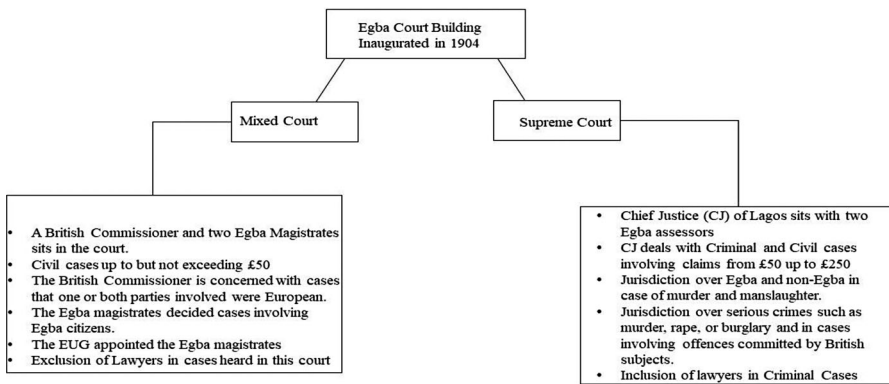 Egba Court Building
Inaugurated in 1904
Mixed Court
Supreme Court
• A British Commissioner and two Egba Magistrates
sits in the court.
• Civil cases up to but not exceeding £50
• The British Commissioner is concerned with cases
that one or both parties involved were European.
• The Egba magistrates decided cases involving
Egba citizens.
• The EUG appointed the Egba magistrates
• Exclusion of Lawyers in cases heard in this court
• Chief Justice (CJ) of Lagos sits with two
Egba assessors
• CJ deals with Criminal and Civil cases
involving claims from £50 up to £250
• Jurisdiction over Egba and non-Egba in
case of murder and manslaughter.
• Jurisdiction over serious crimes such as
murder, rape, or burglary and in cases
involving offences committed by British
subjects.
• Inclusion of lawyers in Criminal Cases